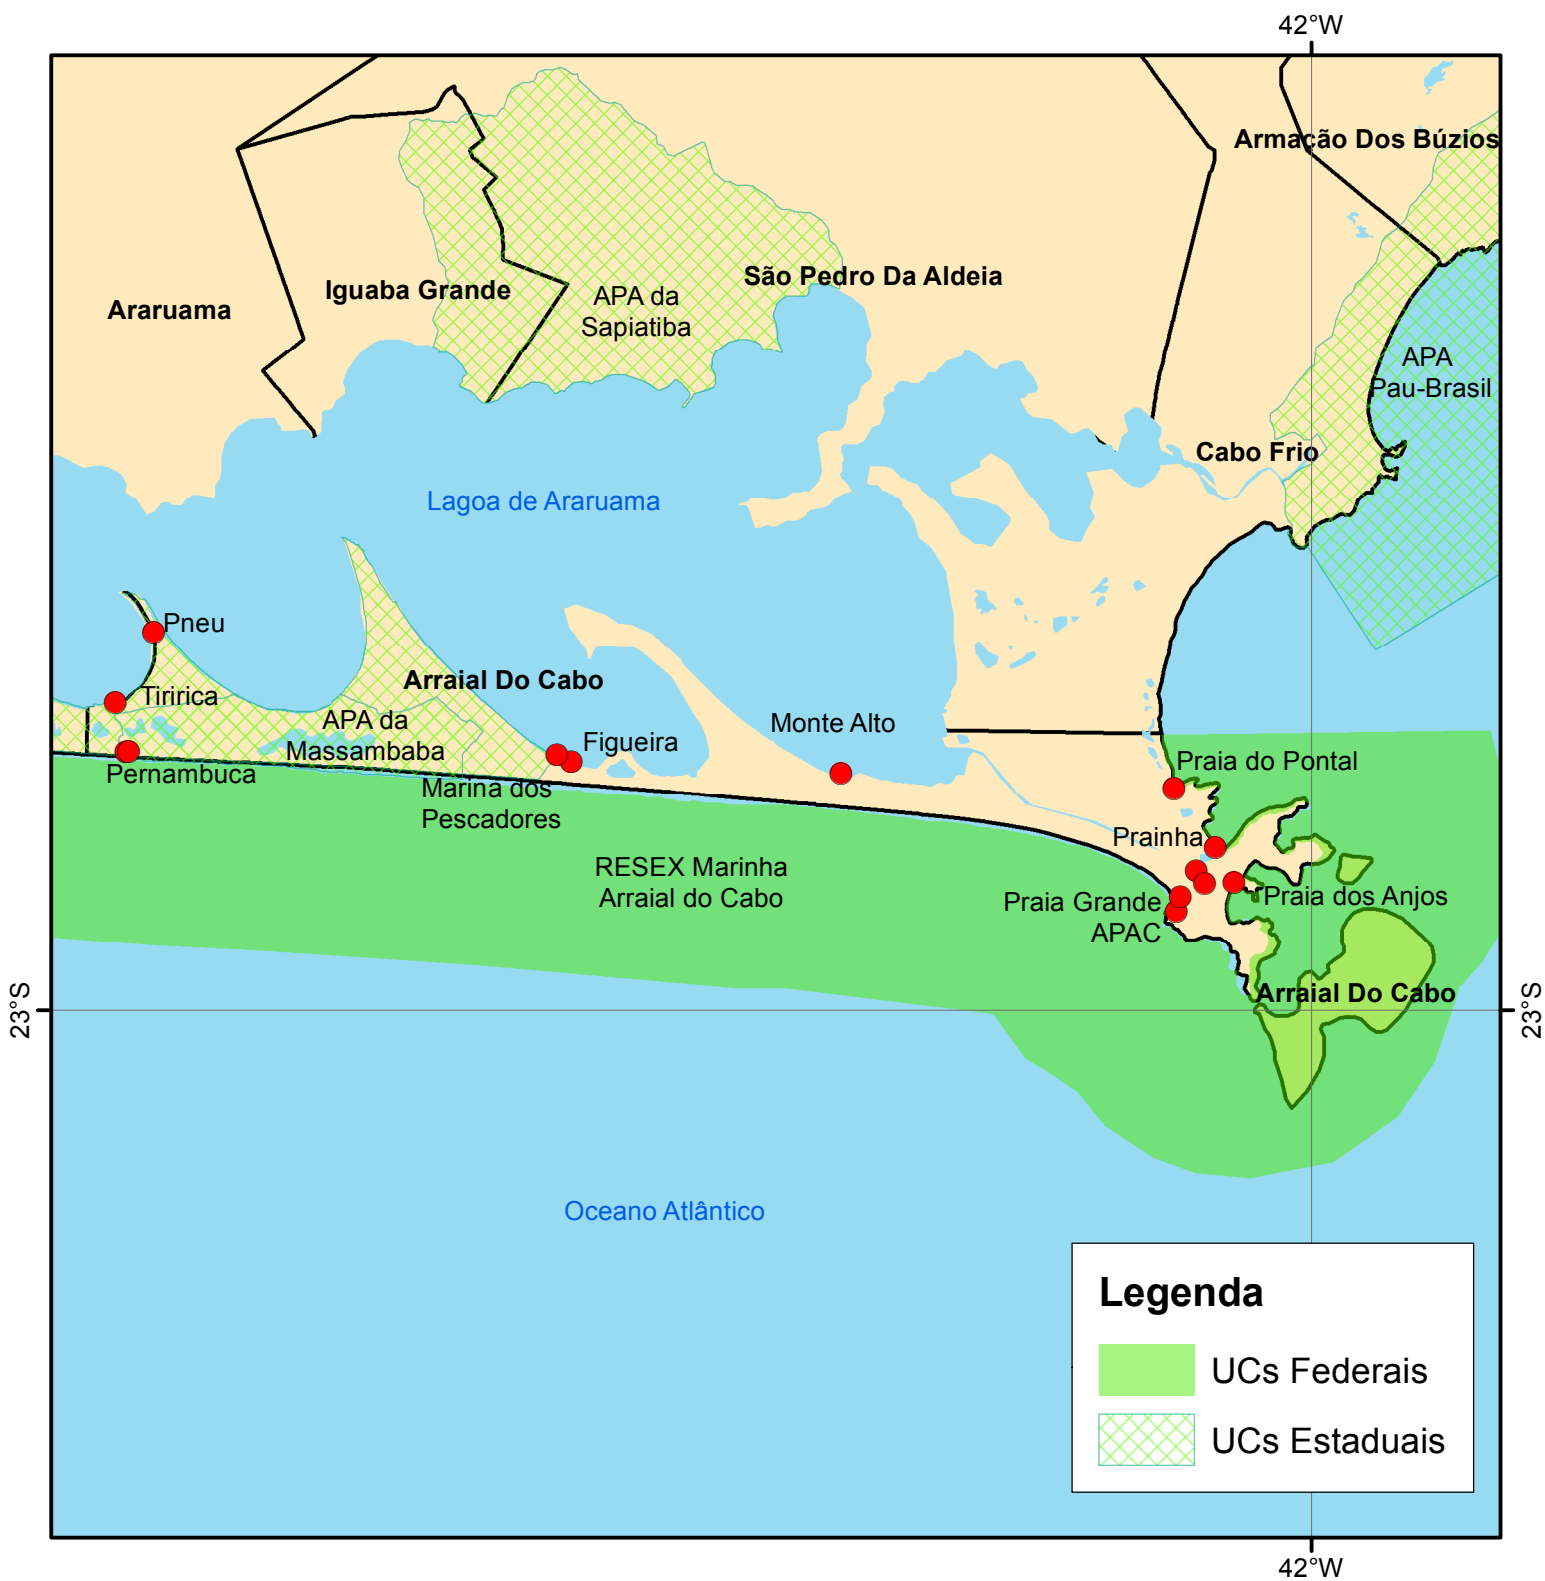 42°W
Armação Dos Búzios
São Pedro Da Aldeia
Iguaba Grande
Araruama
APA da
Sapiatiba
APA
Pau-Brasil
Cabo Frio
Lagoa de Araruama
Pneu
Tiririca
Arraial Do Cabo
APA da
Massambaba
Figueira
Monte Alto
Pernambuca
Marina dos
Pescadores
Praia do Pontal
Prainha
RESEX Marinha
Arraial do Cabo
Praia Grande
APAC
Praia dos Anjos
Arraial Do Cabo
23°S
23°S
Oceano Atlântico
Legenda
UCs Federais
UCs Estaduais
42°W